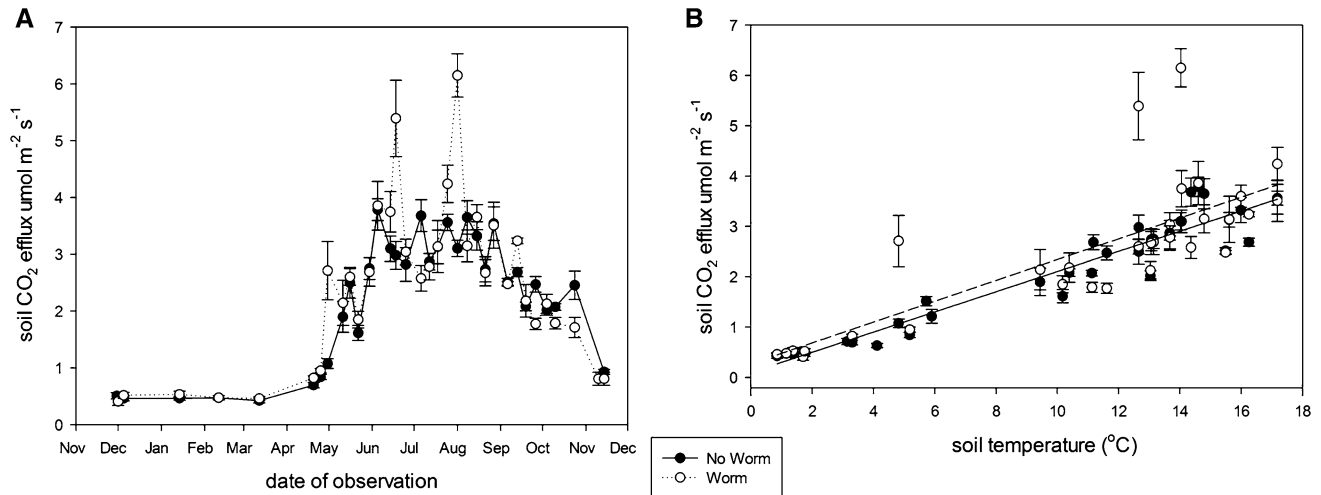 A
soil CO2 efflux umol m-2 s-1
7
6
5
4
3
2
1
0
Nov Dec Jan Feb Mar Apr May Jun Jul Aug Sep Oct Nov Dec
date of observation
B
soil CO2 efflux umol m-2 s-1
7
6
5
4
3
2
1
0
0 2 4 6 8 10 12 14 16 18
soil temperature (oC)
No Worm
Worm